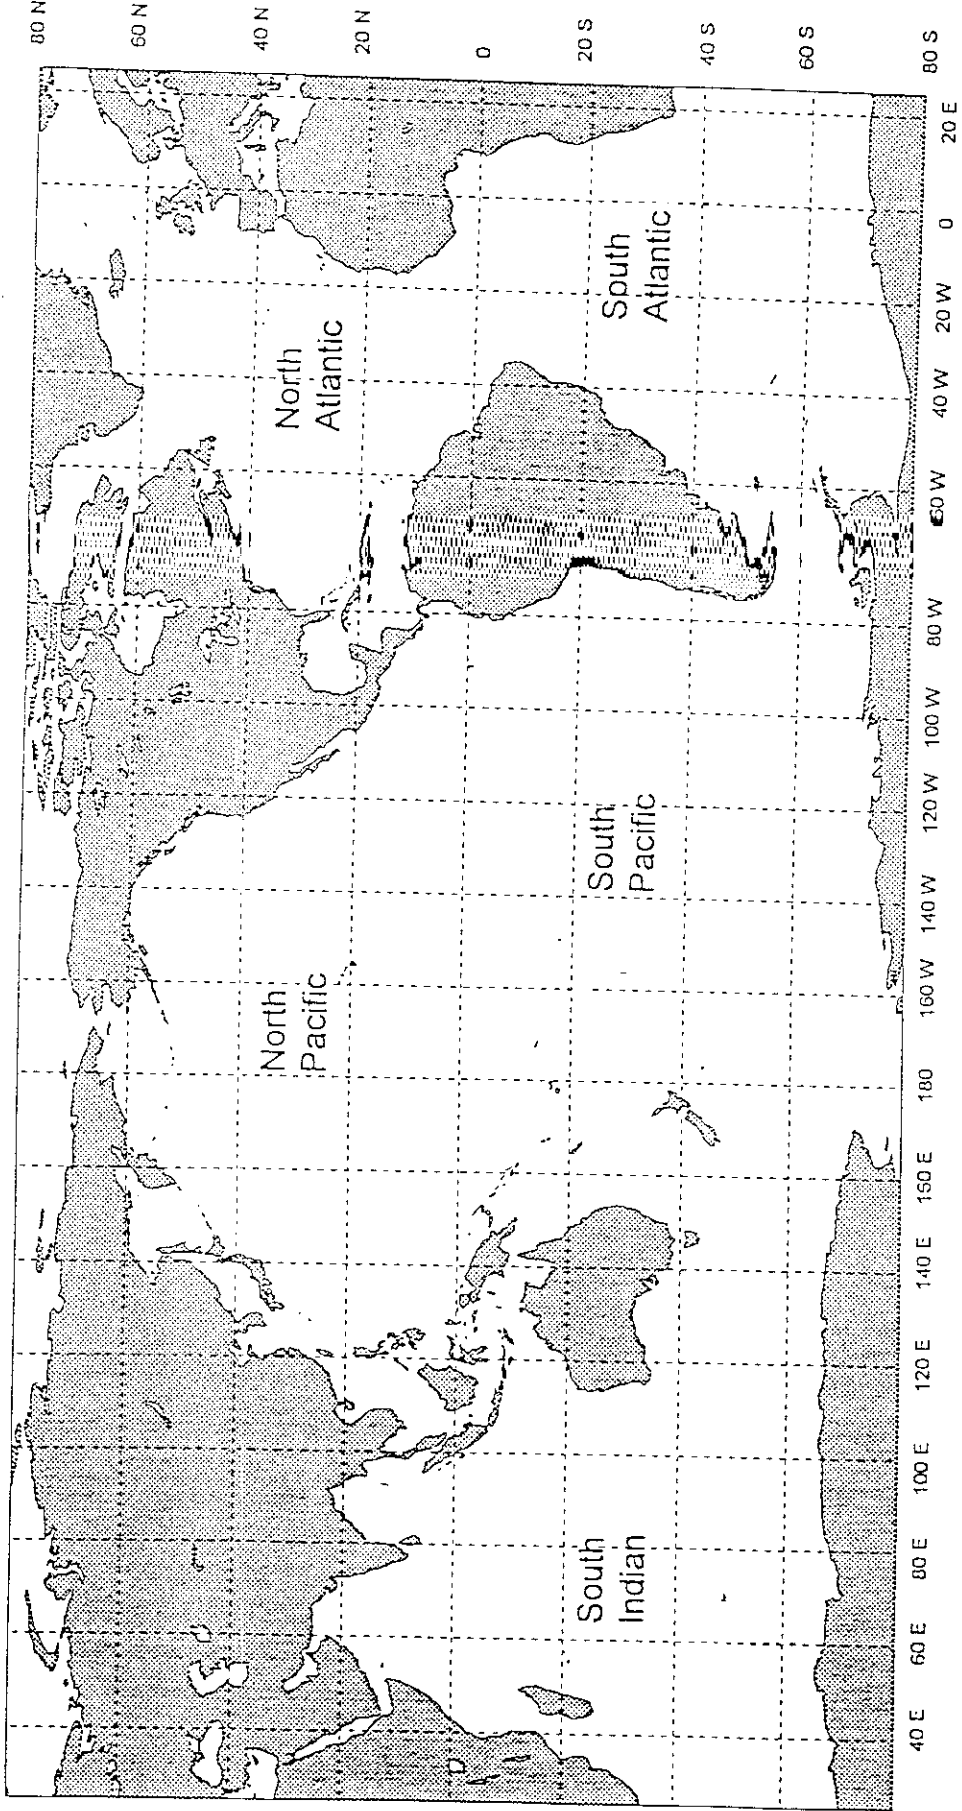 80 N
60 N
40 N
20 N
0
20 S
40 S
60 S
80 S
North
Pacific
North
Atlantic
South
Indian
South
Pacific
South
Atlantic
40 E
60 E
80 E
100 E
120 E
140 E
150 E
180
160 W
140 W
120 W
100 W
80 W
60 W
40 W
20 W
0
20 E